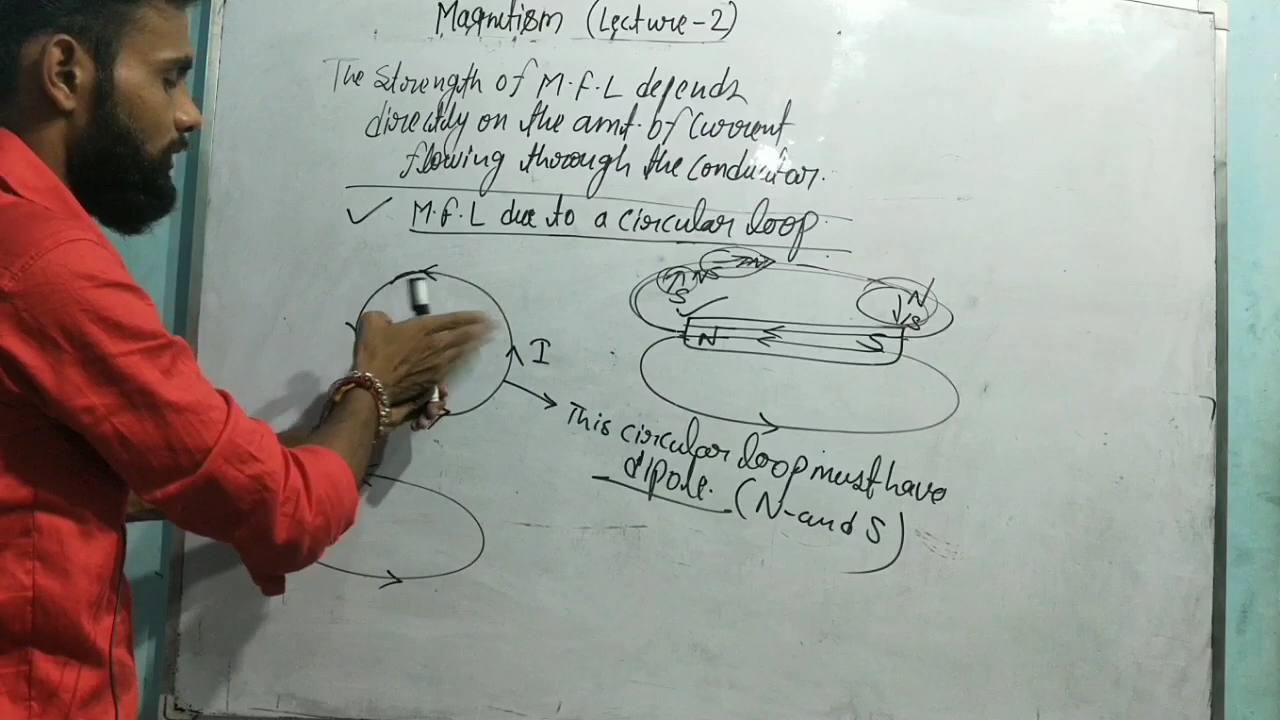 Magnetism (Lecture-2)
The Strength of M.F.L depends
directly on the amt. of Current
flowing through the Conductor.
M.F.L due to a circular loop.
N
S
N S
N
S
N
S
I
This circular loop must have
dipole. (N-and S)